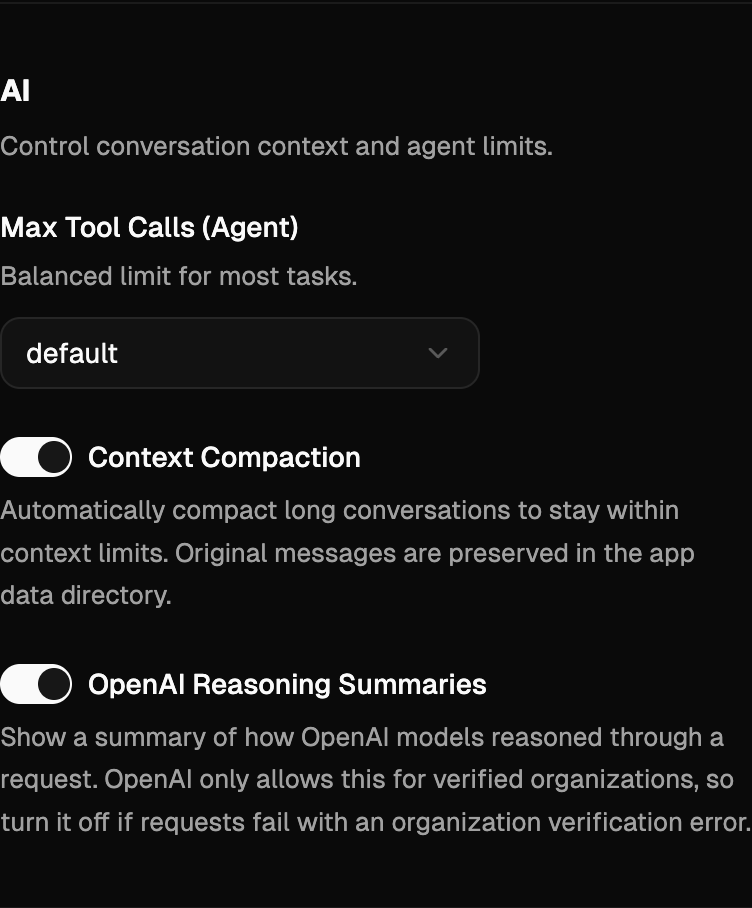 AI
Control conversation context and agent limits.
Max Tool Calls (Agent)
Balanced limit for most tasks.
default
Context Compaction
Automatically compact long conversations to stay within
context limits. Original messages are preserved in the app
data directory.
OpenAI Reasoning Summaries
Show a summary of how OpenAI models reasoned through a
request. OpenAI only allows this for verified organizations, so
turn it off if requests fail with an organization verification error.